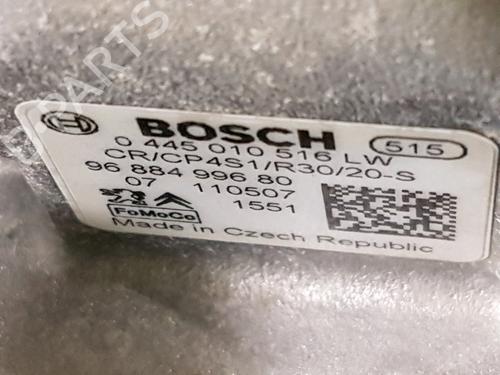 BOSCH
515
0 445 010 516 LW
CR/CP4S1/R30/20-S
96 884 996 80
07 110507
1551
FoMoCo
Made in Czech Republic
PARTS